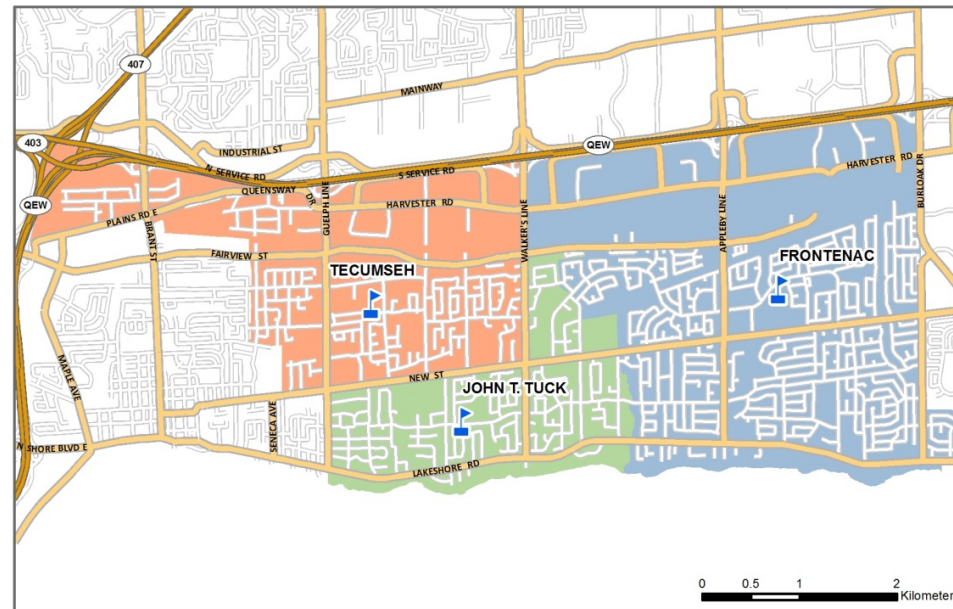 407
MAINWAY
403
INDUSTRIAL ST
QEW
N SERVICE RD
S SERVICE RD
HARVESTER RD
QUEENSWAY DR
QEW
PLAINS RD E
HARVESTER RD
BURLOAK DR
GUELPH LINE
BRANT ST
WALKER'S LINE
APPLEBY LINE
FAIRVIEW ST
TECUMSEH
FRONTENAC
MAPLE AVE
NEW ST
JOHN T. TUCK
SENECA AVE
N SHORE BLVD E
LAKESHORE RD
0 0.5 1 2
Kilometer